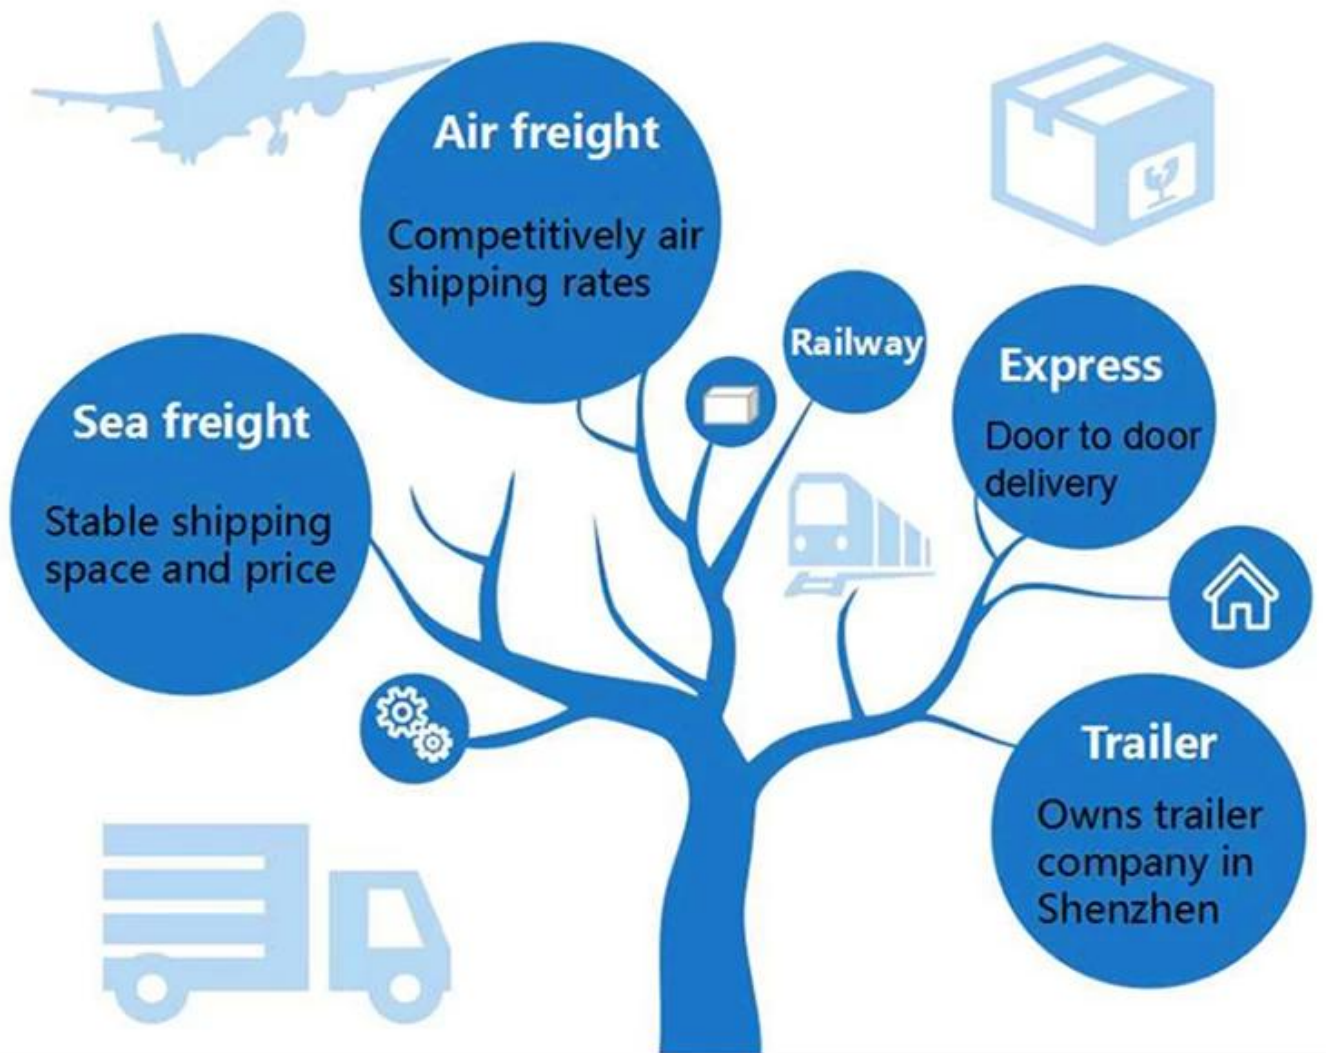 Air freight
Competitively air
shipping rates
Railway
Express
Door to door
delivery
Sea freight
Stable shipping
space and price
Trailer
Owns trailer
company in
Shenzhen